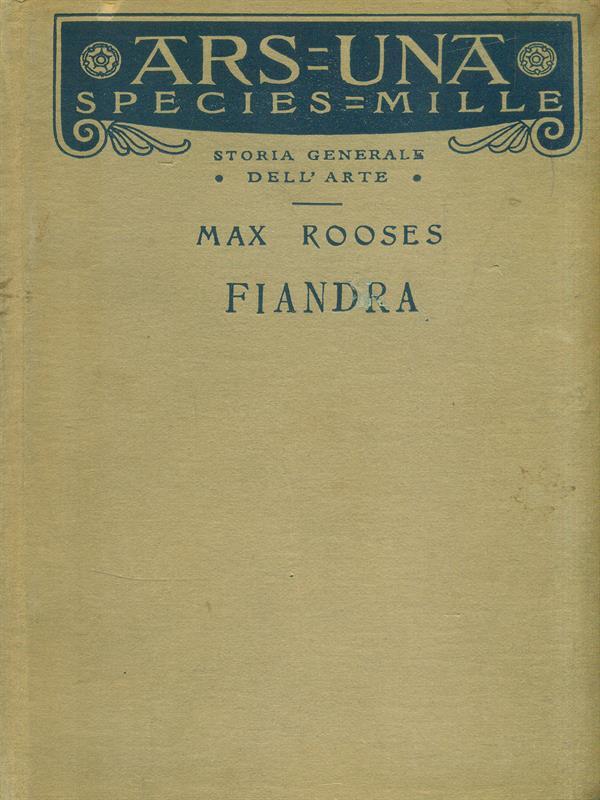 ARS=UNA
SPECIES=MILLE
STORIA GENERALE
• DELL'ARTE •
MAX ROOSES
FIANDRA